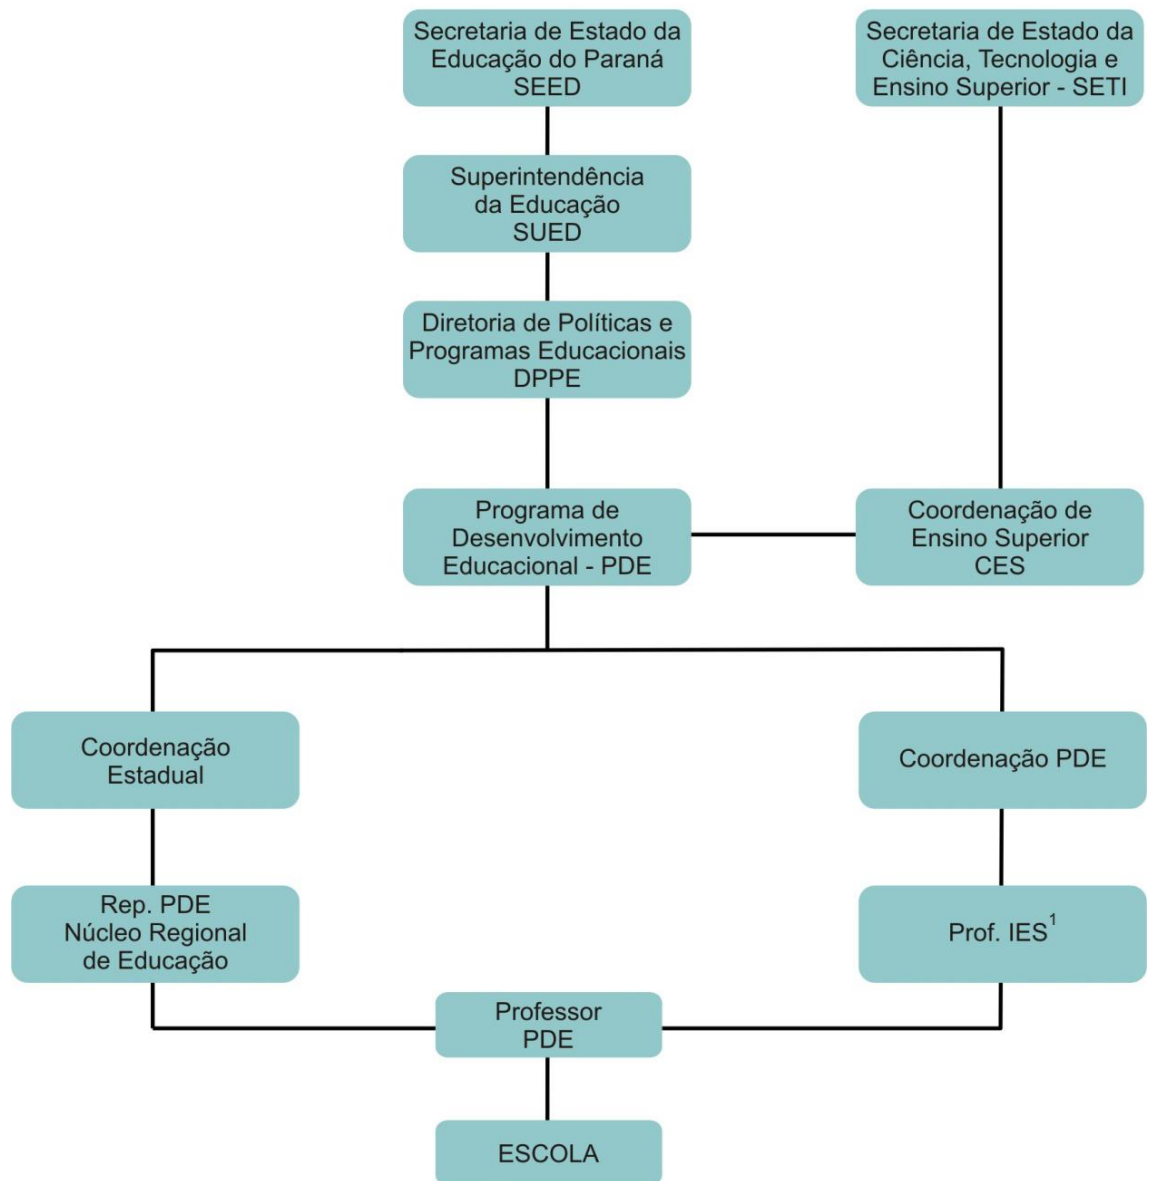 Secretaria de Estado da
Educação do Paraná
SEED
Secretaria de Estado da
Ciência, Tecnologia e
Ensino Superior - SETI
Superintendência
da Educação
SUED
Diretoria de Políticas e
Programas Educacionais
DPPE
Programa de
Desenvolvimento
Educacional - PDE
Coordenação de
Ensino Superior
CES
Coordenação
Estadual
Coordenação PDE
Rep. PDE
Núcleo Regional
de Educação
Prof. IES¹
Professor
PDE
ESCOLA